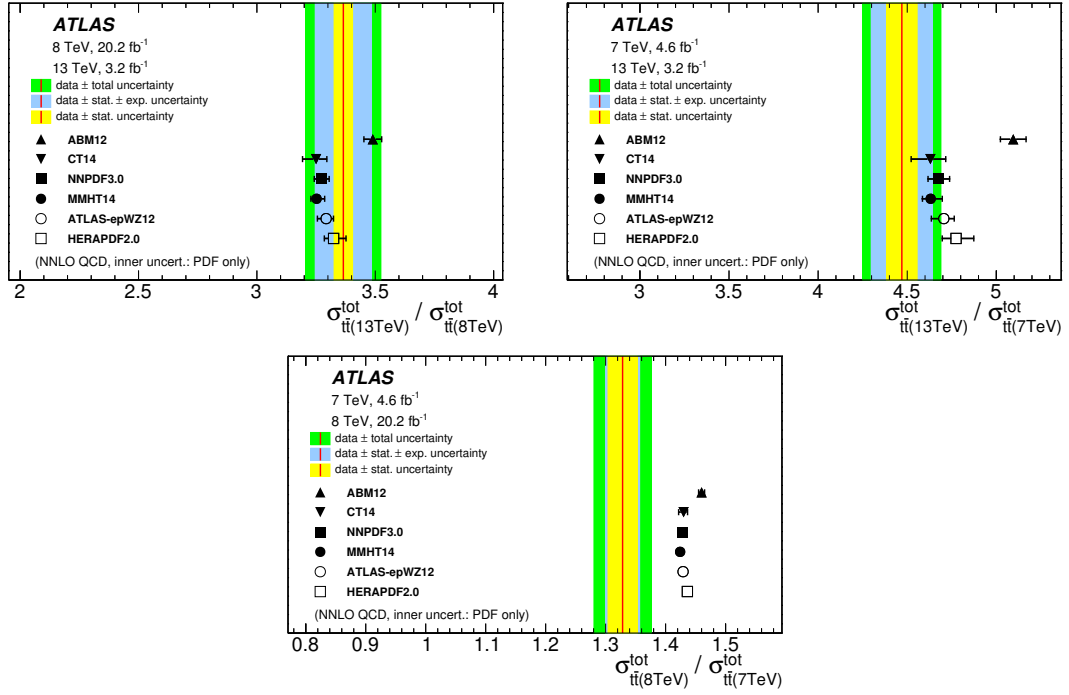 ATLAS
8 TeV, 20.2 fb⁻¹
13 TeV, 3.2 fb⁻¹
data ± total uncertainty
data ± stat. ± exp. uncertainty
data ± stat. uncertainty
ABM12
CT14
NNPDF3.0
MMHT14
ATLAS-epWZ12
HERAPDF2.0
(NNLO QCD, inner uncert.: PDF only)
2 2.5 3 3.5 4
σ^tot_tt̄(13TeV) / σ^tot_tt̄(8TeV)
ATLAS
7 TeV, 4.6 fb⁻¹
13 TeV, 3.2 fb⁻¹
data ± total uncertainty
data ± stat. ± exp. uncertainty
data ± stat. uncertainty
ABM12
CT14
NNPDF3.0
MMHT14
ATLAS-epWZ12
HERAPDF2.0
(NNLO QCD, inner uncert.: PDF only)
3 3.5 4 4.5 5
σ^tot_tt̄(13TeV) / σ^tot_tt̄(7TeV)
ATLAS
7 TeV, 4.6 fb⁻¹
8 TeV, 20.2 fb⁻¹
data ± total uncertainty
data ± stat. ± exp. uncertainty
data ± stat. uncertainty
ABM12
CT14
NNPDF3.0
MMHT14
ATLAS-epWZ12
HERAPDF2.0
(NNLO QCD, inner uncert.: PDF only)
0.8 0.9 1 1.1 1.2 1.3 1.4 1.5
σ^tot_tt̄(8TeV) / σ^tot_tt̄(7TeV)